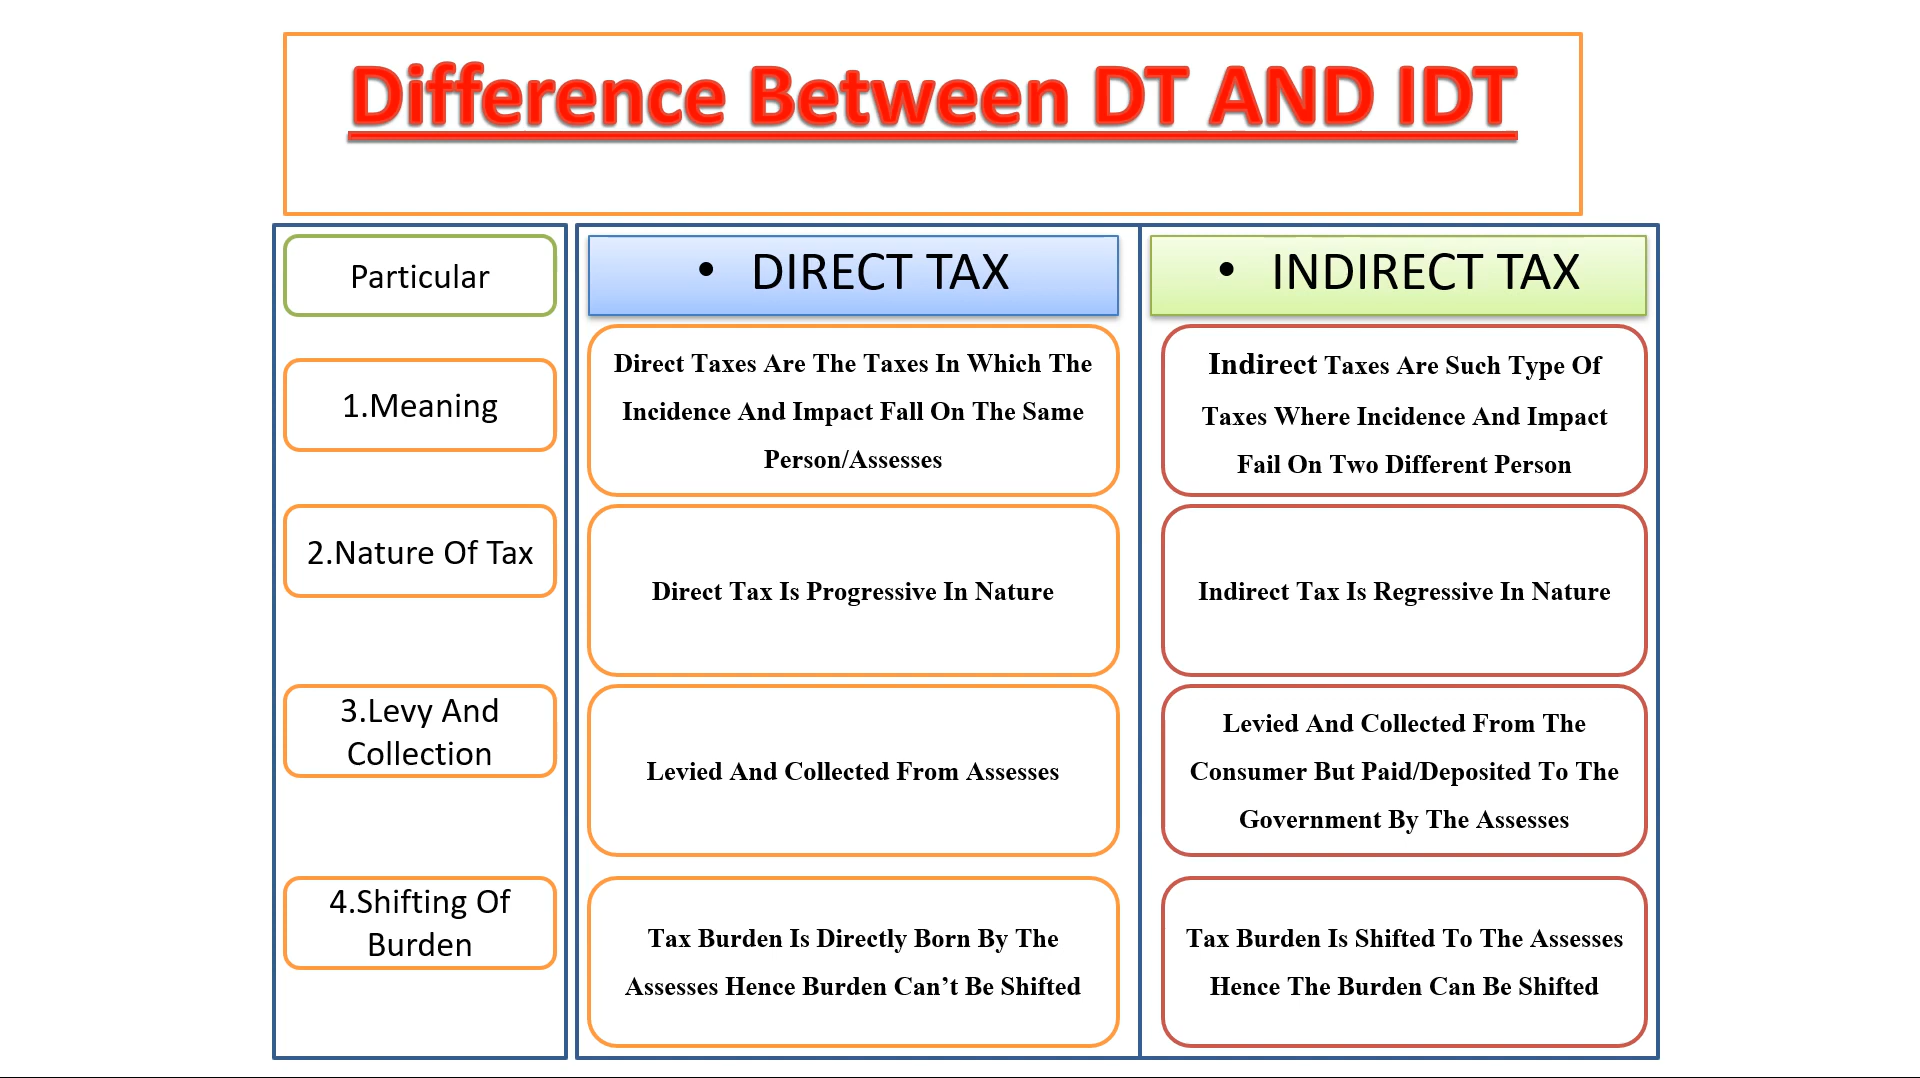 Difference Between DT AND IDT
Particular
• DIRECT TAX
• INDIRECT TAX
1.Meaning
Direct Taxes Are The Taxes In Which The
Incidence And Impact Fall On The Same
Person/Assesses
Indirect Taxes Are Such Type Of
Taxes Where Incidence And Impact
Fail On Two Different Person
2.Nature Of Tax
Direct Tax Is Progressive In Nature
Indirect Tax Is Regressive In Nature
3.Levy And
Collection
Levied And Collected From Assesses
Levied And Collected From The
Consumer But Paid/Deposited To The
Government By The Assesses
4.Shifting Of
Burden
Tax Burden Is Directly Born By The
Assesses Hence Burden Can’t Be Shifted
Tax Burden Is Shifted To The Assesses
Hence The Burden Can Be Shifted